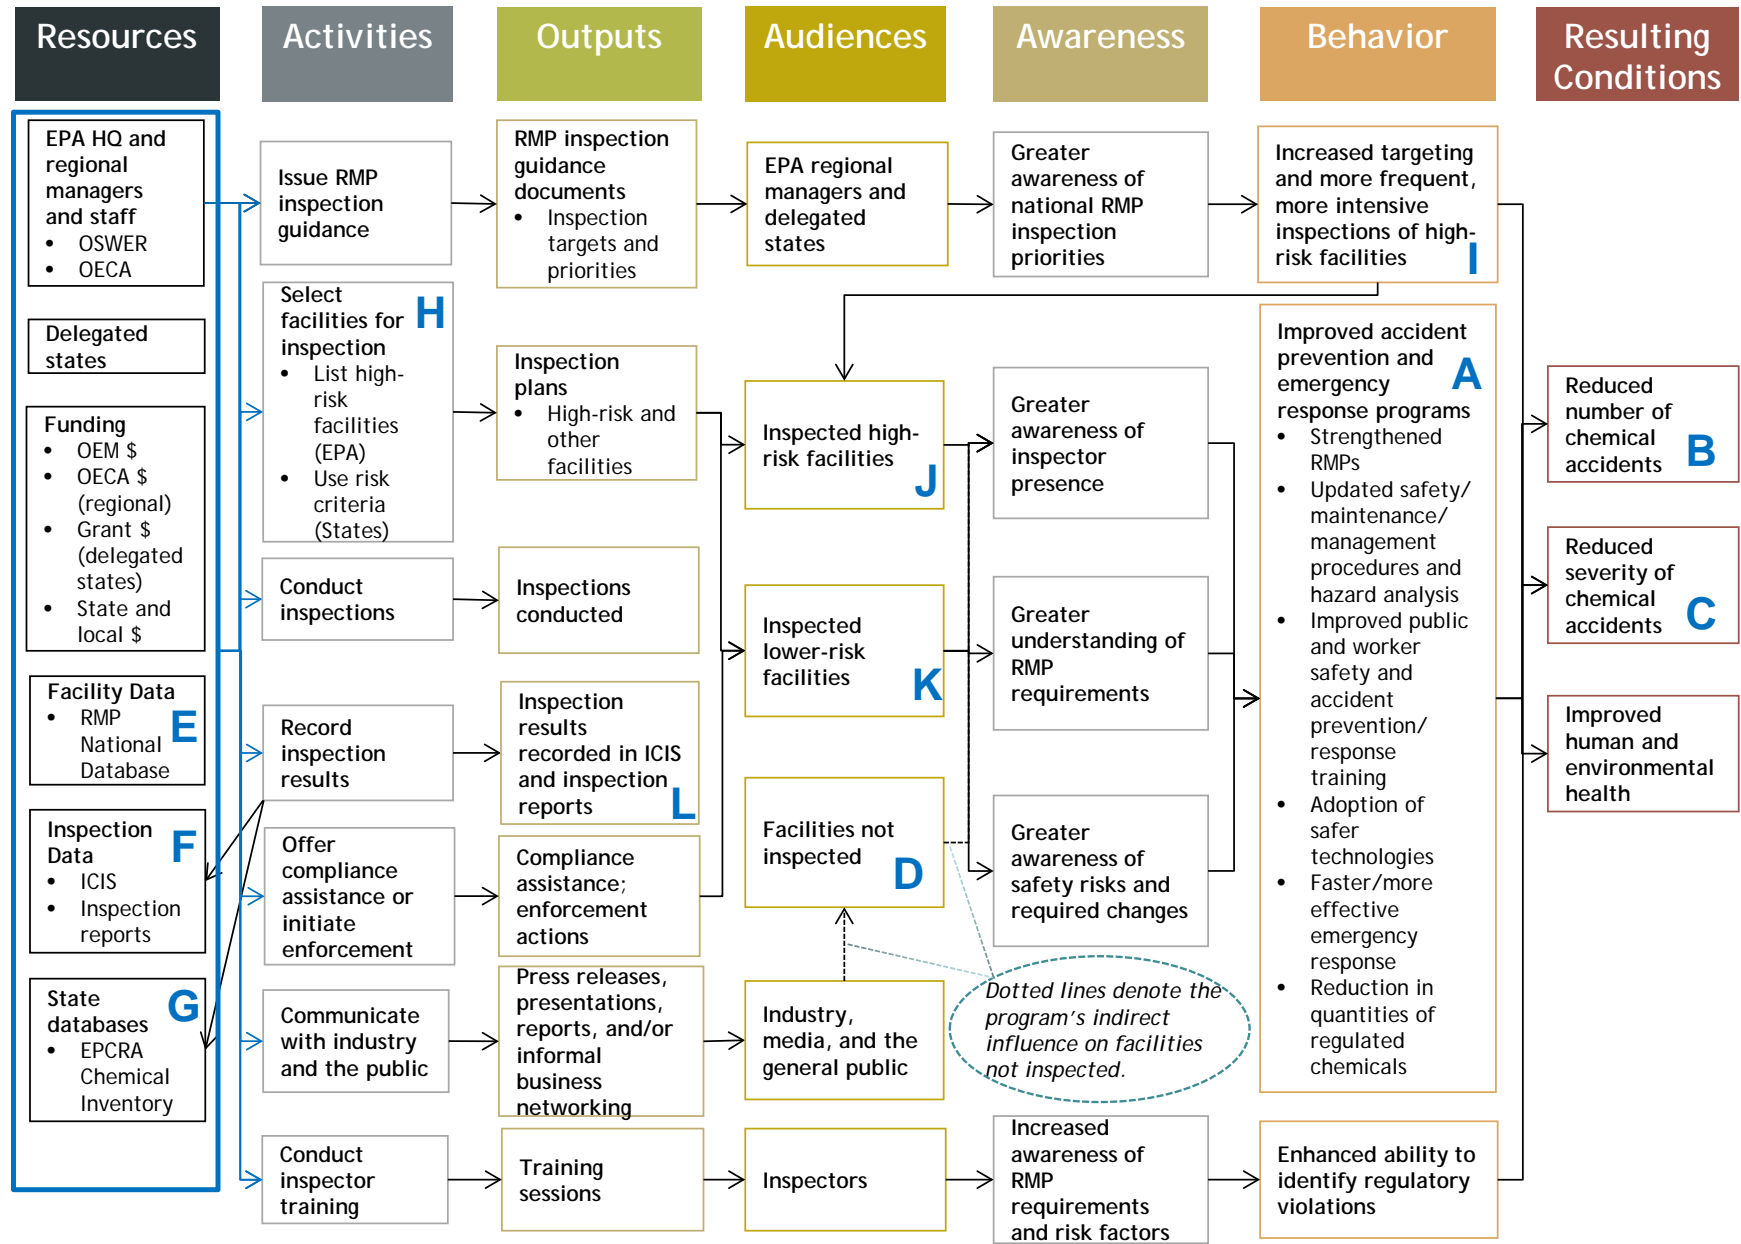 Resources
Activities
Outputs
Audiences
Awareness
Behavior
Resulting
Conditions
EPA HQ and
regional
managers
and staff
• OSWER
• OECA
Delegated
states
Funding
• OEM $
• OECA $
(regional)
• Grant $
(delegated
states)
• State and
local $
Facility Data
• RMP
National
Database
E
Inspection
Data
• ICIS
• Inspection
reports
F
State
databases
• EPCRA
Chemical
Inventory
G
Issue RMP
inspection
guidance
Select
facilities for
inspection
• List high-
risk
facilities
(EPA)
• Use risk
criteria
(States)
H
Conduct
inspections
Record
inspection
results
Offer
compliance
assistance or
initiate
enforcement
Communicate
with industry
and the public
Conduct
inspector
training
RMP inspection
guidance
documents
• Inspection
targets and
priorities
Inspection
plans
• High-risk and
other
facilities
Inspections
conducted
Inspection
results
recorded in ICIS
and inspection
reports
L
Compliance
assistance;
enforcement
actions
Press releases,
presentations,
reports, and/or
informal
business
networking
Training
sessions
EPA regional
managers and
delegated
states
Inspected high-
risk facilities
J
Inspected
lower-risk
facilities
K
Facilities not
inspected
D
Industry,
media, and the
general public
Inspectors
Greater
awareness of
national RMP
inspection
priorities
Greater
awareness of
inspector
presence
Greater
understanding of
RMP
requirements
Greater
awareness of
safety risks and
required changes
Dotted lines denote the
program's indirect
influence on facilities
not inspected.
Increased
awareness of
RMP
requirements
and risk factors
Increased targeting
and more frequent,
more intensive
inspections of high-
risk facilities
I
Improved accident
prevention and
emergency
response programs
• Strengthened
RMPs
• Updated safety/
maintenance/
management
procedures and
hazard analysis
• Improved public
and worker
safety and
accident
prevention/
response
training
• Adoption of
safer
technologies
• Faster/more
effective
emergency
response
• Reduction in
quantities of
regulated
chemicals
A
Enhanced ability to
identify regulatory
violations
Reduced
number of
chemical
accidents
B
Reduced
severity of
chemical
accidents
C
Improved
human and
environmental
health